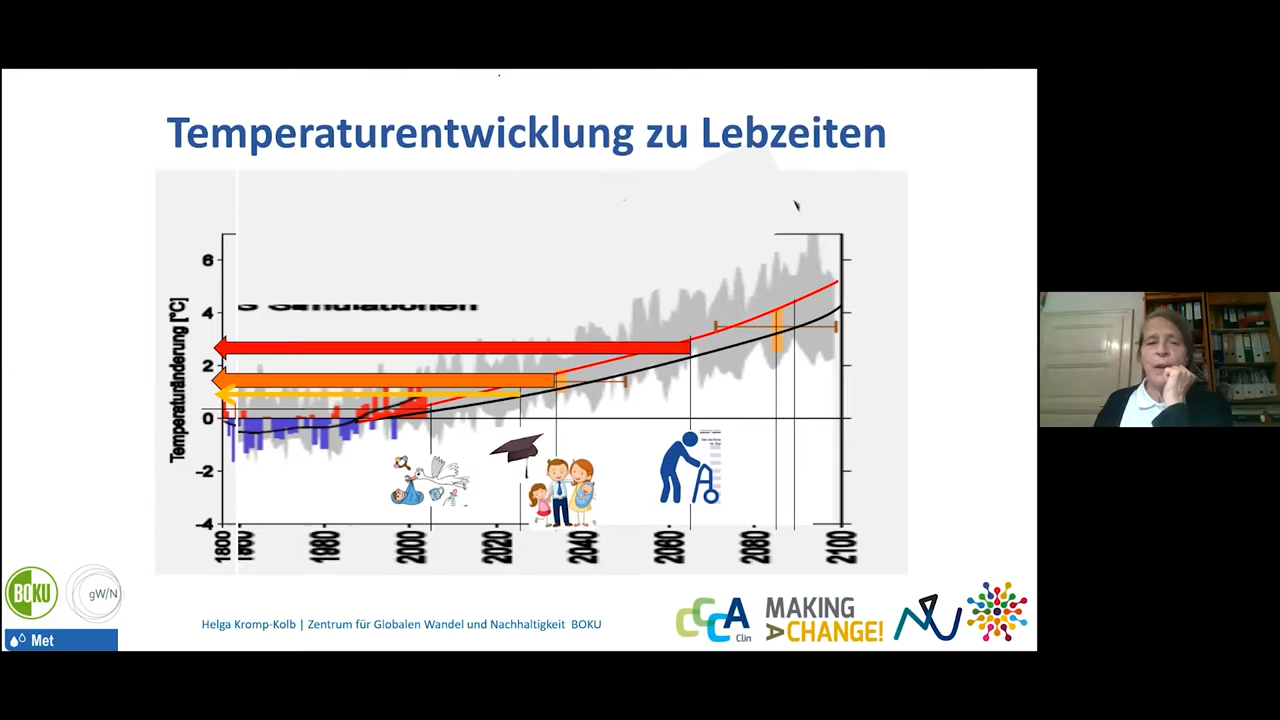 Temperaturentwicklung zu Lebzeiten
Temperaturänderung [°C]
6
4
2
0
-2
-4
Simulationen
1800
1980
2000
2020
2040
2060
2080
2100
BOKU
gW/N
Met
Helga Kromp-Kolb | Zentrum für Globalen Wandel und Nachhaltigkeit BOKU
CCCA
Clin
MAKING
A CHANGE!